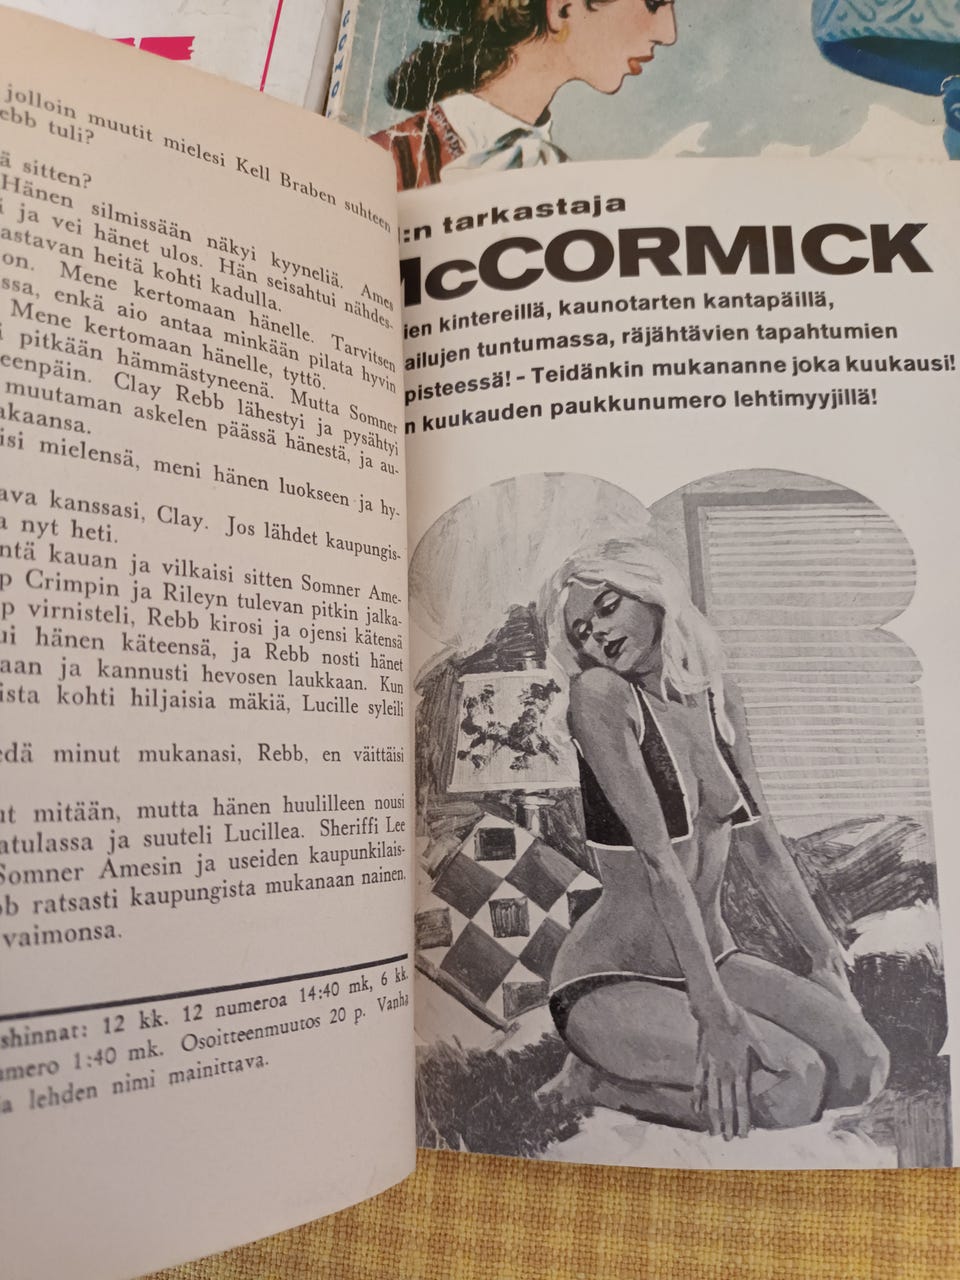 jolloin muutit mielesi Kell Braben suhteen
ebb tuli?
ä sitten?
Hänen silmissään näkyi kyyneliä. Ames
i ja vei hänet ulos. Hän seisahtui nähdes-
astavan heitä kohti kadulla.
on. Mene kertomaan hänelle. Tarvitsen
ssa, enkä aio antaa minkään pilata hyvin
Mene kertomaan hänelle, tyttö.
i pitkään hämmästyneenä. Mutta Somner
eenpäin. Clay Rebb lähestyi ja pysähtyi
muutaman askelen päässä hänestä, ja au-
akaansa.
isi mielensä, meni hänen luokseen ja hy-
ava kanssasi, Clay. Jos lähdet kaupungis-
a nyt heti.
ntä kauan ja vilkaisi sitten Somner Ame-
p Crimpin ja Rileyn tulevan pitkin jalka-
p virnisteli, Rebb kirosi ja ojensi kätensä
ui hänen käteensä, ja Rebb nosti hänet
aan ja kannusti hevosen laukkaan. Kun
ista kohti hiljaisia mäkiä, Lucille syleili
edä minut mukanasi, Rebb, en väittäisi
ut mitään, mutta hänen huulilleen nousi
atulassa ja suuteli Lucillea. Sheriffi Lee
Somner Amesin ja useiden kaupunkilais-
bb ratsasti kaupungista mukanaan nainen,
vaimonsa.
shinnat: 12 kk. 12 numeroa 14:40 mk, 6 kk.
umero 1:40 mk. Osoitteenmuutos 20 p. Vanha
a lehden nimi mainittava.
:n tarkastaja
McCORMICK
ien kintereillä, kaunotarten kantapäillä,
ailujen tuntumassa, räjähtävien tapahtumien
pisteessä! - Teidänkin mukananne joka kuukausi!
n kuukauden paukkunumero lehtimyyjillä!